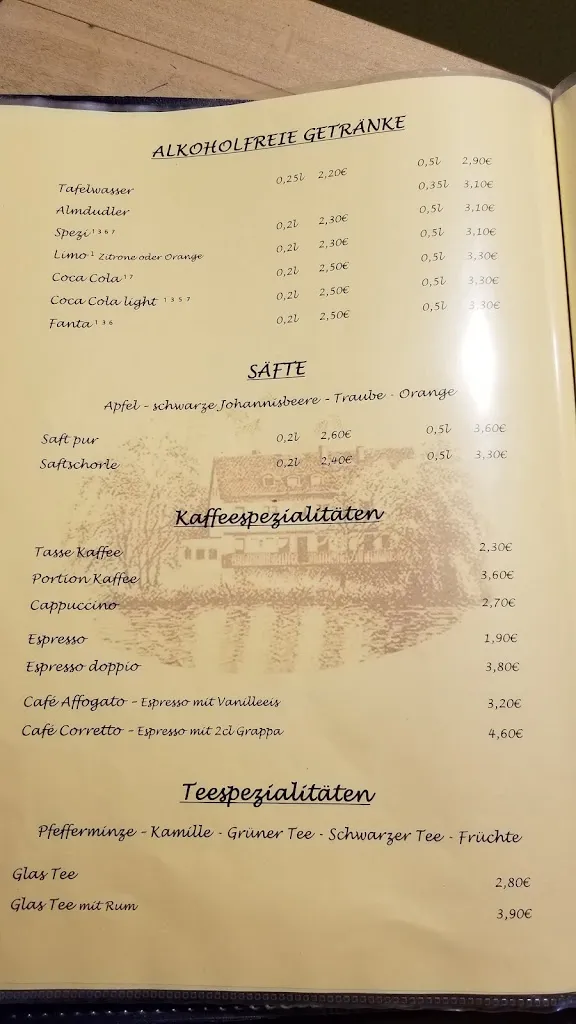 ALKOHOLFREIE GETRÄNKE
Tafelwasser 0,25l 2,20€ 0,5l 2,90€
Almdudler 0,35l 3,10€
Spezi 1 3 6 7 0,2l 2,30€ 0,5l 3,10€
Limo 1 Zitrone oder Orange 0,2l 2,30€ 0,5l 3,10€
Coca Cola 1 7 0,2l 2,50€ 0,5l 3,30€
Coca Cola light 1 3 5 7 0,2l 2,50€ 0,5l 3,30€
Fanta 1 3 6 0,2l 2,50€ 0,5l 3,30€
SÄFTE
Apfel - schwarze Johannisbeere - Traube - Orange
Saft pur 0,2l 2,60€ 0,5l 3,60€
Saftschorle 0,2l 2,40€ 0,5l 3,30€
Kaffeespezialitäten
Tasse Kaffee 2,30€
Portion Kaffee 3,60€
Cappuccino 2,70€
Espresso 1,90€
Espresso doppio 3,80€
Café Affogato - Espresso mit Vanilleeis 3,20€
Café Corretto - Espresso mit 2cl Grappa 4,60€
Teespezialitäten
Pfefferminze - Kamille - Grüner Tee - Schwarzer Tee - Früchte
Glas Tee 2,80€
Glas Tee mit Rum 3,90€